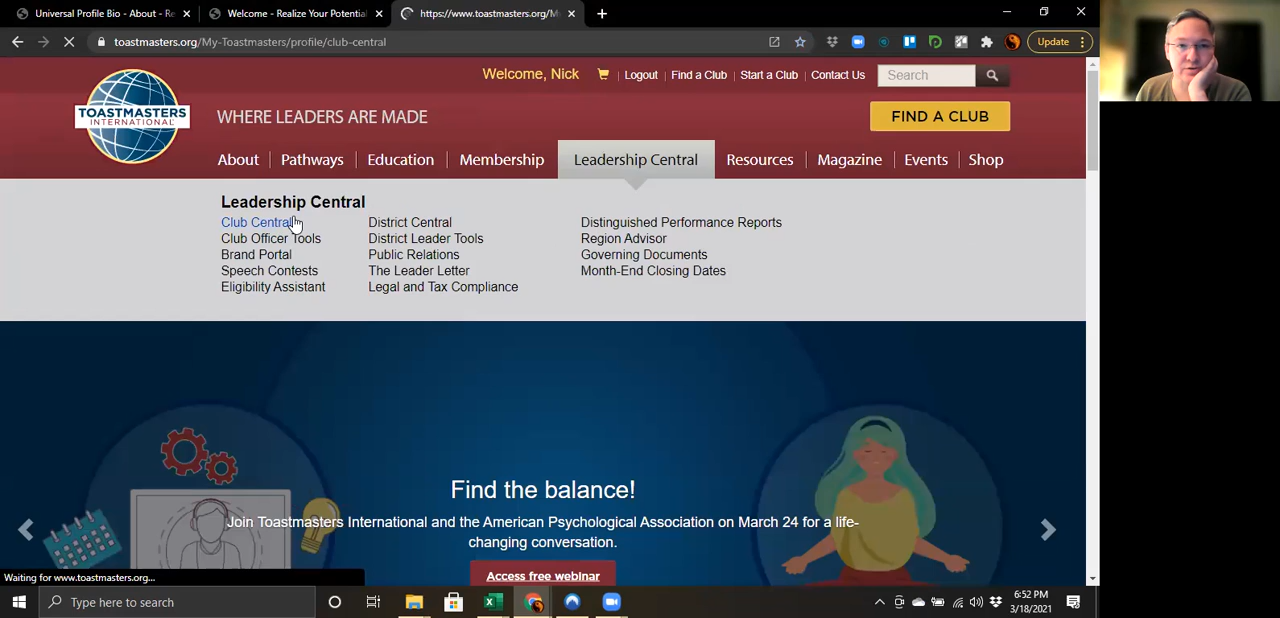 Universal Profile Bio - About - Re
Welcome - Realize Your Potential
https://www.toastmasters.org/My
toastmasters.org/My-Toastmasters/profile/club-central
Update
Welcome, Nick
Logout
Find a Club
Start a Club
Contact Us
Search
TOASTMASTERS
INTERNATIONAL
WHERE LEADERS ARE MADE
FIND A CLUB
About
Pathways
Education
Membership
Leadership Central
Resources
Magazine
Events
Shop
Leadership Central
Club Central
Club Officer Tools
Brand Portal
Speech Contests
Eligibility Assistant
District Central
District Leader Tools
Public Relations
The Leader Letter
Legal and Tax Compliance
Distinguished Performance Reports
Region Advisor
Governing Documents
Month-End Closing Dates
Find the balance!
Join Toastmasters International and the American Psychological Association on March 24 for a life-
changing conversation.
Access free webinar
Waiting for www.toastmasters.org...
Type here to search
6:52 PM
3/18/2021